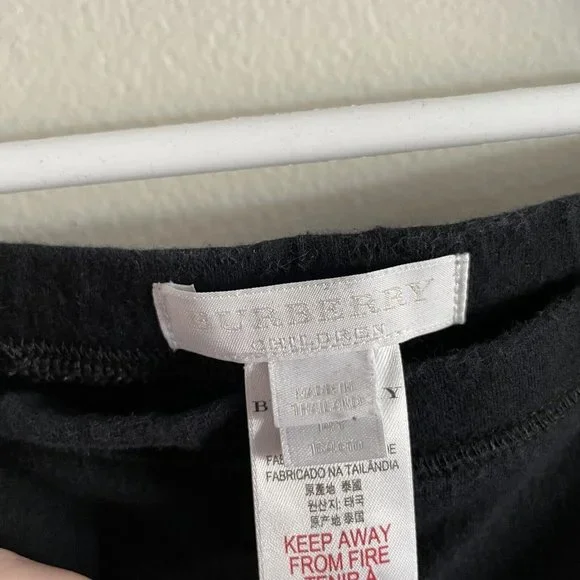 BURBERRY
CHILDREN
MADE IN
THAILAND
B Y
FABRICADO NA TAILÂNDIA
原產地 泰國
원산지: 태국
原产地 泰国
KEEP AWAY
FROM FIRE
TENIR À